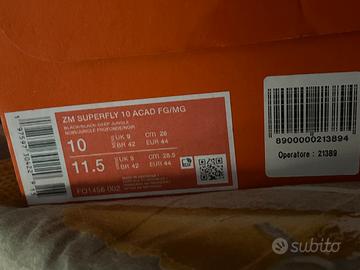 ZM SUPERFLY 10 ACAD FG/MG
BLACK/BLACK-DEEP JUNGLE
NOIR/JUNGLE PROFONDE/NOIR
10 UK 9 cm 28
BR 42 EUR 44
11.5 UK 9 cm 28.5
BR 42 EUR 44
FQ1456 002
8900000213894
Operatore : 21389
subito